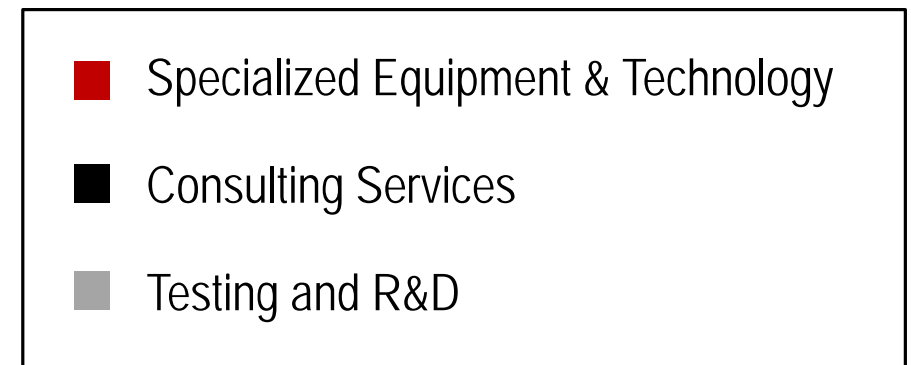 Specialized Equipment & Technology
Consulting Services
Testing and R&D